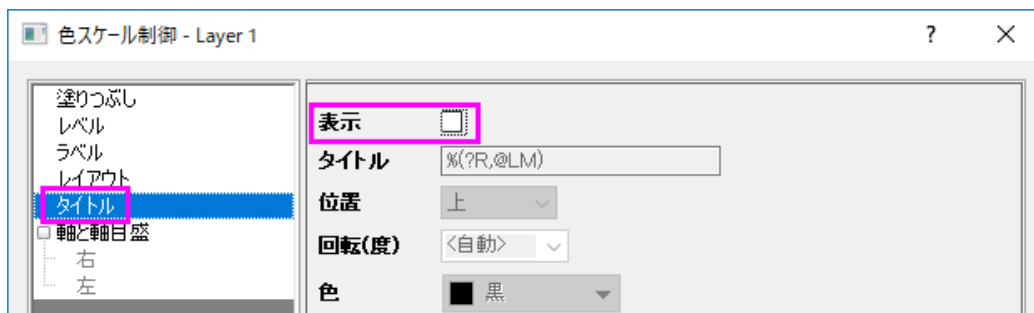 色スケール制御 - Layer 1
?
塗りつぶし
レベル
ラベル
レイアウト
タイトル
軸と軸目盛
右
左
表示
タイトル %(?R,@LM)
位置 上
回転(度) <自動>
色 黒